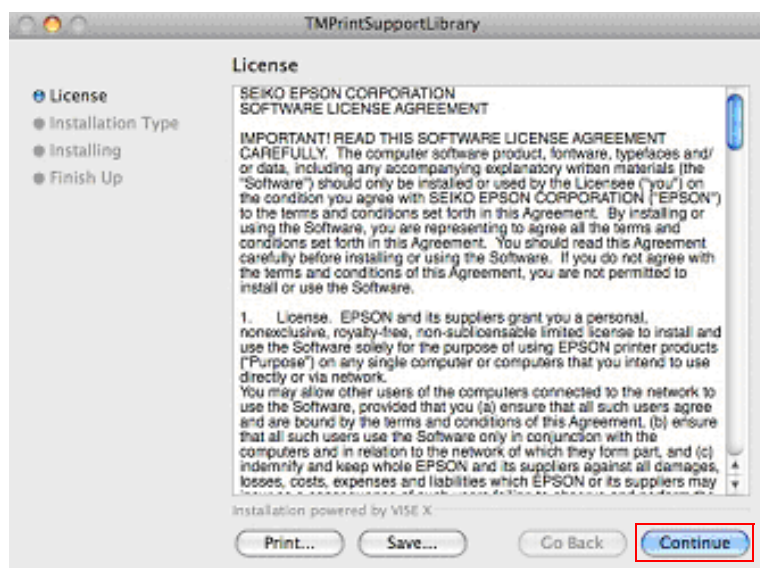 TMPrintSupportLibrary
License
License
Installation Type
Installing
Finish Up
SEIKO EPSON CORPORATION
SOFTWARE LICENSE AGREEMENT
IMPORTANT! READ THIS SOFTWARE LICENSE AGREEMENT
CAREFULLY. The computer software product, fontware, typefaces and/
or data, including any accompanying explanatory written materials (the
"Software") should only be installed or used by the Licensee ("you") on
the condition you agree with SEIKO EPSON CORPORATION ("EPSON")
to the terms and conditions set forth in this Agreement. By installing or
using the Software, you are representing to agree all the terms and
conditions set forth in this Agreement. You should read this Agreement
carefully before installing or using the Software. If you do not agree with
the terms and conditions of this Agreement, you are not permitted to
install or use the Software.
1. License. EPSON and its suppliers grant you a personal,
nonexclusive, royalty-free, non-sublicensable limited license to install and
use the Software solely for the purpose of using EPSON printer products
("Purpose") on any single computer or computers that you intend to use
directly or via network.
You may allow other users of the computers connected to the network to
use the Software, provided that you (a) ensure that all such users agree
and are bound by the terms and conditions of this Agreement, (b) ensure
that all such users use the Software only in conjunction with the
computers and in relation to the network of which they form part, and (c)
indemnify and keep whole EPSON and its suppliers against all damages,
losses, costs, expenses and liabilities which EPSON or its suppliers may
Installation powered by VISE X
Print...
Save...
Go Back
Continue